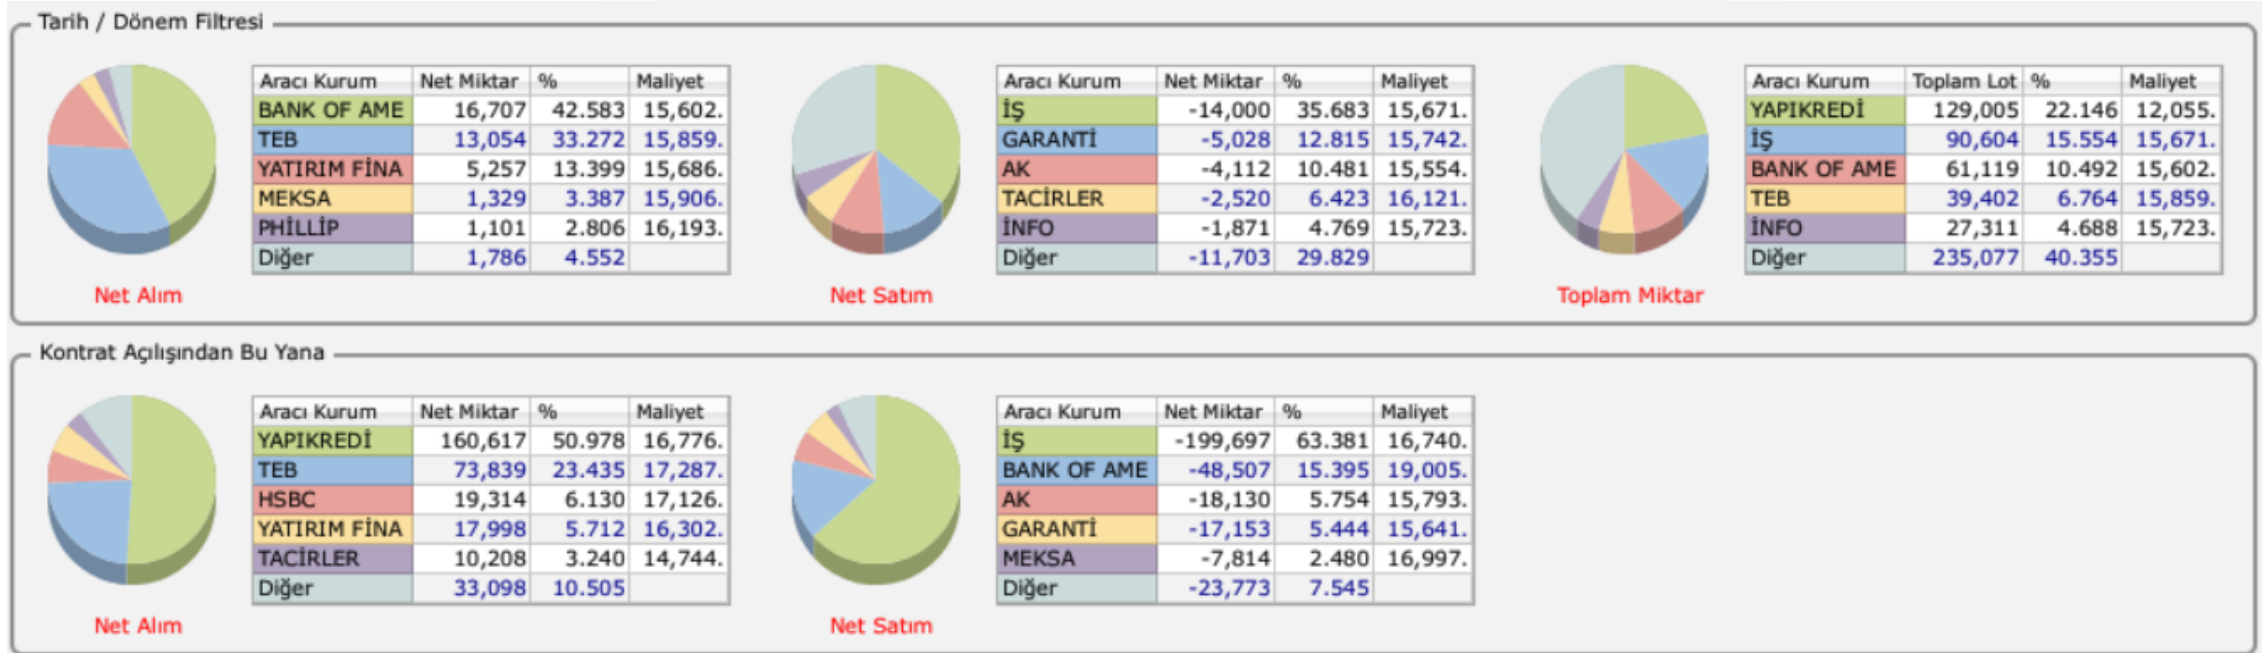 Tarih / Dönem Filtresi
Aracı Kurum Net Miktar % Maliyet
BANK OF AME 16,707 42.583 15,602.
TEB 13,054 33.272 15,859.
YATIRIM FİNA 5,257 13.399 15,686.
MEKSA 1,329 3.387 15,906.
PHİLLİP 1,101 2.806 16,193.
Diğer 1,786 4.552
Net Alım
Aracı Kurum Net Miktar % Maliyet
İŞ -14,000 35.683 15,671.
GARANTİ -5,028 12.815 15,742.
AK -4,112 10.481 15,554.
TACİRLER -2,520 6.423 16,121.
İNFO -1,871 4.769 15,723.
Diğer -11,703 29.829
Net Satım
Aracı Kurum Toplam Lot % Maliyet
YAPIKREDİ 129,005 22.146 12,055.
İŞ 90,604 15.554 15,671.
BANK OF AME 61,119 10.492 15,602.
TEB 39,402 6.764 15,859.
İNFO 27,311 4.688 15,723.
Diğer 235,077 40.355
Toplam Miktar
Kontrat Açılışından Bu Yana
Aracı Kurum Net Miktar % Maliyet
YAPIKREDİ 160,617 50.978 16,776.
TEB 73,839 23.435 17,287.
HSBC 19,314 6.130 17,126.
YATIRIM FİNA 17,998 5.712 16,302.
TACİRLER 10,208 3.240 14,744.
Diğer 33,098 10.505
Net Alım
Aracı Kurum Net Miktar % Maliyet
İŞ -199,697 63.381 16,740.
BANK OF AME -48,507 15.395 19,005.
AK -18,130 5.754 15,793.
GARANTİ -17,153 5.444 15,641.
MEKSA -7,814 2.480 16,997.
Diğer -23,773 7.545
Net Satım